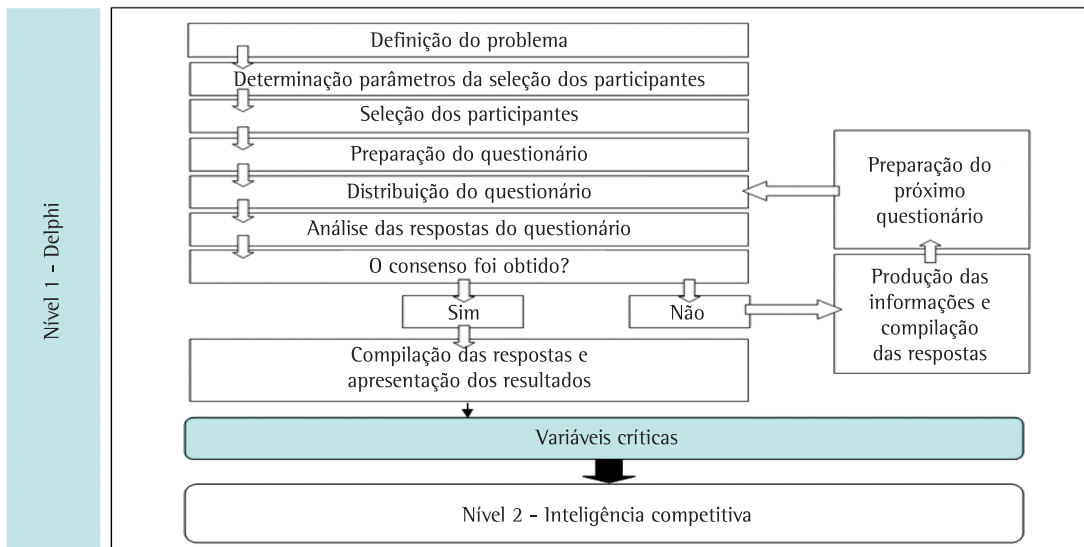 Nível 1 - Delphi
Definição do problema
Determinação parâmetros da seleção dos participantes
Seleção dos participantes
Preparação do questionário
Distribuição do questionário
Análise das respostas do questionário
O consenso foi obtido?
Sim
Não
Preparação do
próximo
questionário
Produção das
informações e
compilação
das respostas
Compilação das respostas e
apresentação dos resultados
Variáveis críticas
Nível 2 - Inteligência competitiva